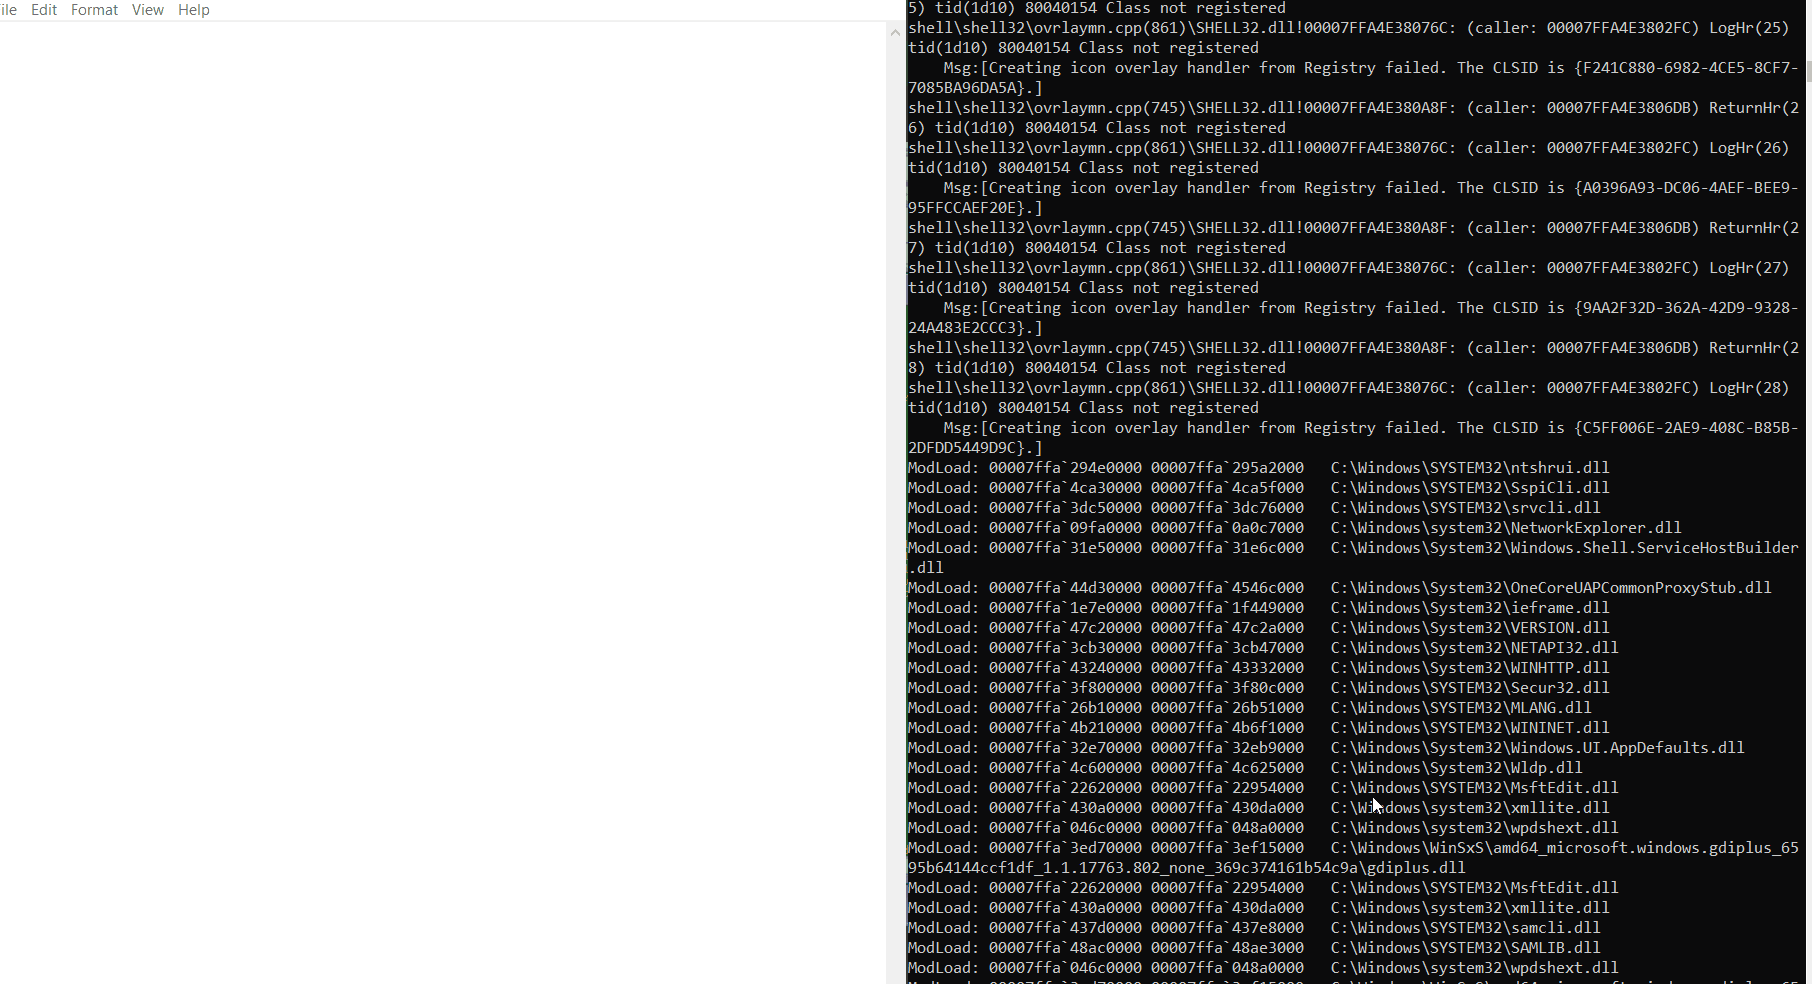 ile Edit Format View Help
5) tid(1d10) 80040154 Class not registered
shell\shell32\ovrlaymn.cpp(861)\SHELL32.dll!00007FFA4E38076C: (caller: 00007FFA4E3802FC) LogHr(25)
tid(1d10) 80040154 Class not registered
    Msg:[Creating icon overlay handler from Registry failed. The CLSID is {F241C880-6982-4CE5-8CF7-
7085BA96DA5A}.]
shell\shell32\ovrlaymn.cpp(745)\SHELL32.dll!00007FFA4E380A8F: (caller: 00007FFA4E3806DB) ReturnHr(2
6) tid(1d10) 80040154 Class not registered
shell\shell32\ovrlaymn.cpp(861)\SHELL32.dll!00007FFA4E38076C: (caller: 00007FFA4E3802FC) LogHr(26)
tid(1d10) 80040154 Class not registered
    Msg:[Creating icon overlay handler from Registry failed. The CLSID is {A0396A93-DC06-4AEF-BEE9-
95FFCCAEF20E}.]
shell\shell32\ovrlaymn.cpp(745)\SHELL32.dll!00007FFA4E380A8F: (caller: 00007FFA4E3806DB) ReturnHr(2
7) tid(1d10) 80040154 Class not registered
shell\shell32\ovrlaymn.cpp(861)\SHELL32.dll!00007FFA4E38076C: (caller: 00007FFA4E3802FC) LogHr(27)
tid(1d10) 80040154 Class not registered
    Msg:[Creating icon overlay handler from Registry failed. The CLSID is {9AA2F32D-362A-42D9-9328-
24A483E2CCC3}.]
shell\shell32\ovrlaymn.cpp(745)\SHELL32.dll!00007FFA4E380A8F: (caller: 00007FFA4E3806DB) ReturnHr(2
8) tid(1d10) 80040154 Class not registered
shell\shell32\ovrlaymn.cpp(861)\SHELL32.dll!00007FFA4E38076C: (caller: 00007FFA4E3802FC) LogHr(28)
tid(1d10) 80040154 Class not registered
    Msg:[Creating icon overlay handler from Registry failed. The CLSID is {C5FF006E-2AE9-408C-B85B-
2DFDD5449D9C}.]
ModLoad: 00007ffa`294e0000 00007ffa`295a2000   C:\Windows\SYSTEM32\ntshrui.dll
ModLoad: 00007ffa`4ca30000 00007ffa`4ca5f000   C:\Windows\SYSTEM32\SspiCli.dll
ModLoad: 00007ffa`3dc50000 00007ffa`3dc76000   C:\Windows\SYSTEM32\srvcli.dll
ModLoad: 00007ffa`09fa0000 00007ffa`0a0c7000   C:\Windows\system32\NetworkExplorer.dll
ModLoad: 00007ffa`31e50000 00007ffa`31e6c000   C:\Windows\System32\Windows.Shell.ServiceHostBuilder
.dll
ModLoad: 00007ffa`44d30000 00007ffa`4546c000   C:\Windows\System32\OneCoreUAPCommonProxyStub.dll
ModLoad: 00007ffa`1e7e0000 00007ffa`1f449000   C:\Windows\System32\ieframe.dll
ModLoad: 00007ffa`47c20000 00007ffa`47c2a000   C:\Windows\System32\VERSION.dll
ModLoad: 00007ffa`3cb30000 00007ffa`3cb47000   C:\Windows\System32\NETAPI32.dll
ModLoad: 00007ffa`43240000 00007ffa`43332000   C:\Windows\SYSTEM32\WINHTTP.dll
ModLoad: 00007ffa`3f800000 00007ffa`3f80c000   C:\Windows\SYSTEM32\Secur32.dll
ModLoad: 00007ffa`26b10000 00007ffa`26b51000   C:\Windows\SYSTEM32\MLANG.dll
ModLoad: 00007ffa`4b210000 00007ffa`4b6f1000   C:\Windows\SYSTEM32\WININET.dll
ModLoad: 00007ffa`32e70000 00007ffa`32eb9000   C:\Windows\System32\Windows.UI.AppDefaults.dll
ModLoad: 00007ffa`4c600000 00007ffa`4c625000   C:\Windows\System32\Wldp.dll
ModLoad: 00007ffa`22620000 00007ffa`22954000   C:\Windows\SYSTEM32\MsftEdit.dll
ModLoad: 00007ffa`430a0000 00007ffa`430da000   C:\Windows\system32\xmllite.dll
ModLoad: 00007ffa`046c0000 00007ffa`048a0000   C:\Windows\system32\wpdshext.dll
ModLoad: 00007ffa`3ed70000 00007ffa`3ef15000   C:\Windows\WinSxS\amd64_microsoft.windows.gdiplus_65
95b64144ccf1df_1.1.17763.802_none_369c374161b54c9a\gdiplus.dll
ModLoad: 00007ffa`22620000 00007ffa`22954000   C:\Windows\SYSTEM32\MsftEdit.dll
ModLoad: 00007ffa`430a0000 00007ffa`430da000   C:\Windows\system32\xmllite.dll
ModLoad: 00007ffa`437d0000 00007ffa`437e8000   C:\Windows\SYSTEM32\samcli.dll
ModLoad: 00007ffa`48ac0000 00007ffa`48ae3000   C:\Windows\SYSTEM32\SAMLIB.dll
ModLoad: 00007ffa`046c0000 00007ffa`048a0000   C:\Windows\system32\wpdshext.dll